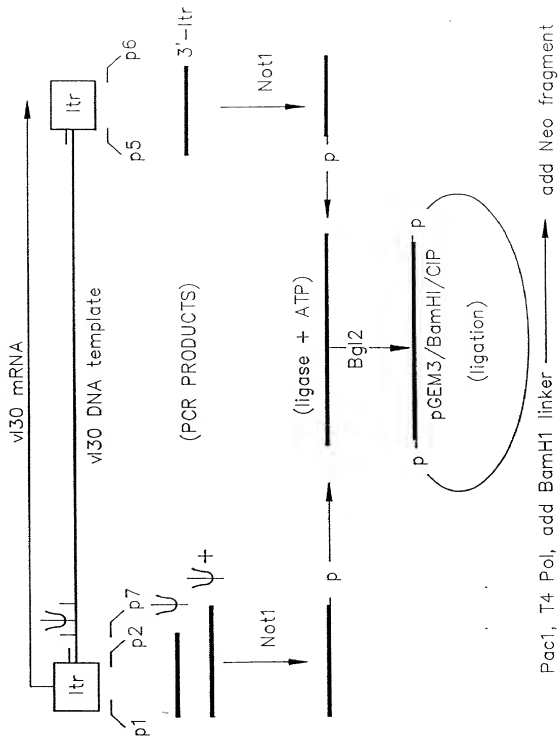 vl30 mRNA
ltr
Ψ
ltr
vl30 DNA template
p1
p2
p7
p5
p6
Ψ
Ψ+
(PCR PRODUCTS)
3'-ltr
Not1
Not1
p
(ligase + ATP)
p
Bgl2
p
pGEM3/BamHI/CIP
p
(ligation)
Pac1, T4 Pol, add BamH1 linker
add Neo fragment